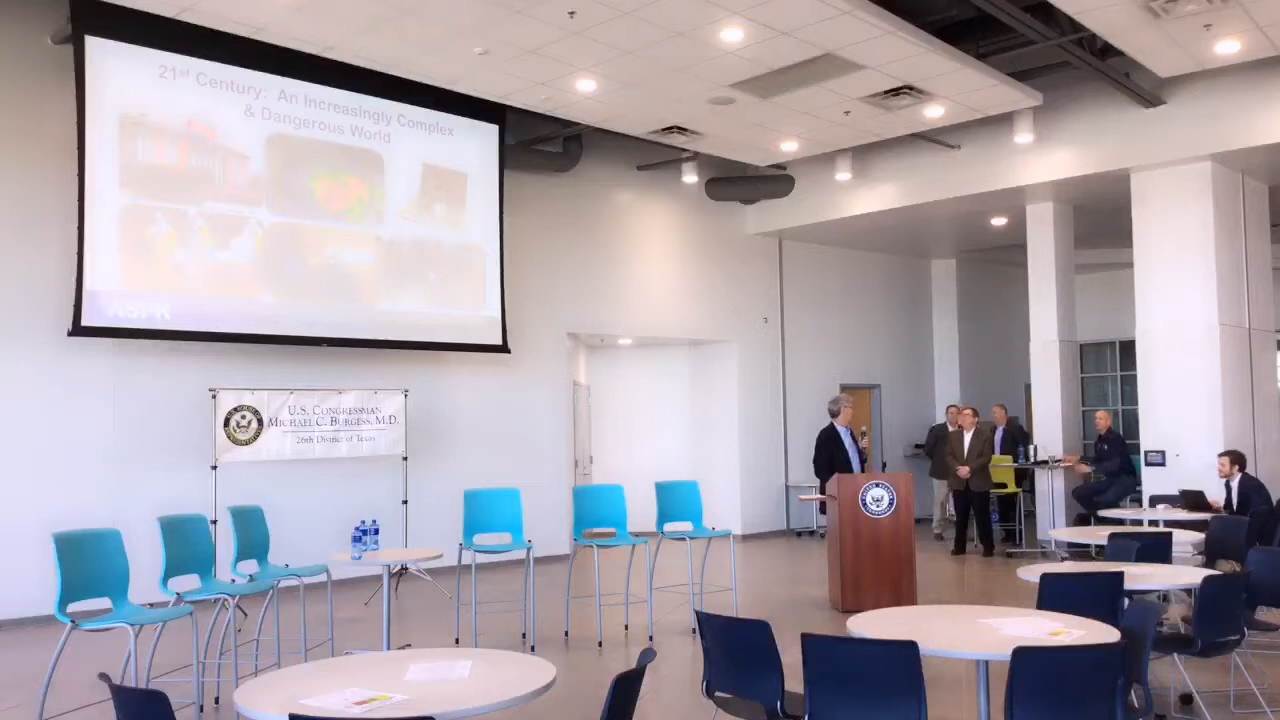 21st Century: An Increasingly Complex
& Dangerous World
ASPR
U.S. CONGRESSMAN
MICHAEL C. BURGESS, M.D.
26th District of Texas